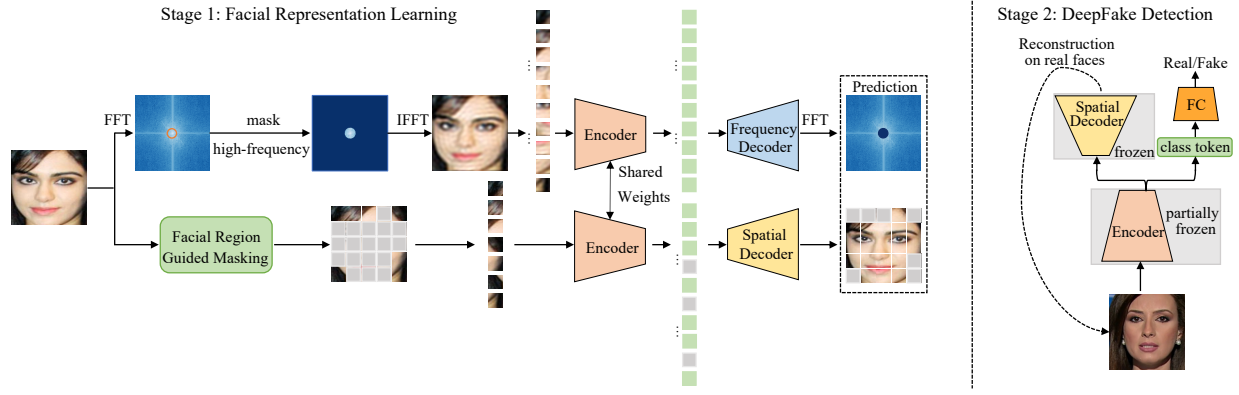 Stage 1: Facial Representation Learning
FFT
mask
high-frequency
IFFT
Encoder
Frequency
Decoder
FFT
Prediction
Shared
Weights
Facial Region
Guided Masking
Encoder
Spatial
Decoder
Stage 2: DeepFake Detection
Reconstruction
on real faces
Real/Fake
Spatial
Decoder
frozen
FC
class token
Encoder
partially
frozen